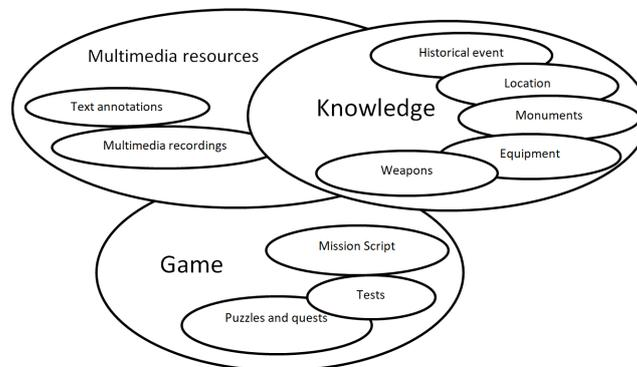 Multimedia resources
Text annotations
Multimedia recordings
Knowledge
Historical event
Location
Monuments
Equipment
Weapons
Game
Mission Script
Tests
Puzzles and quests